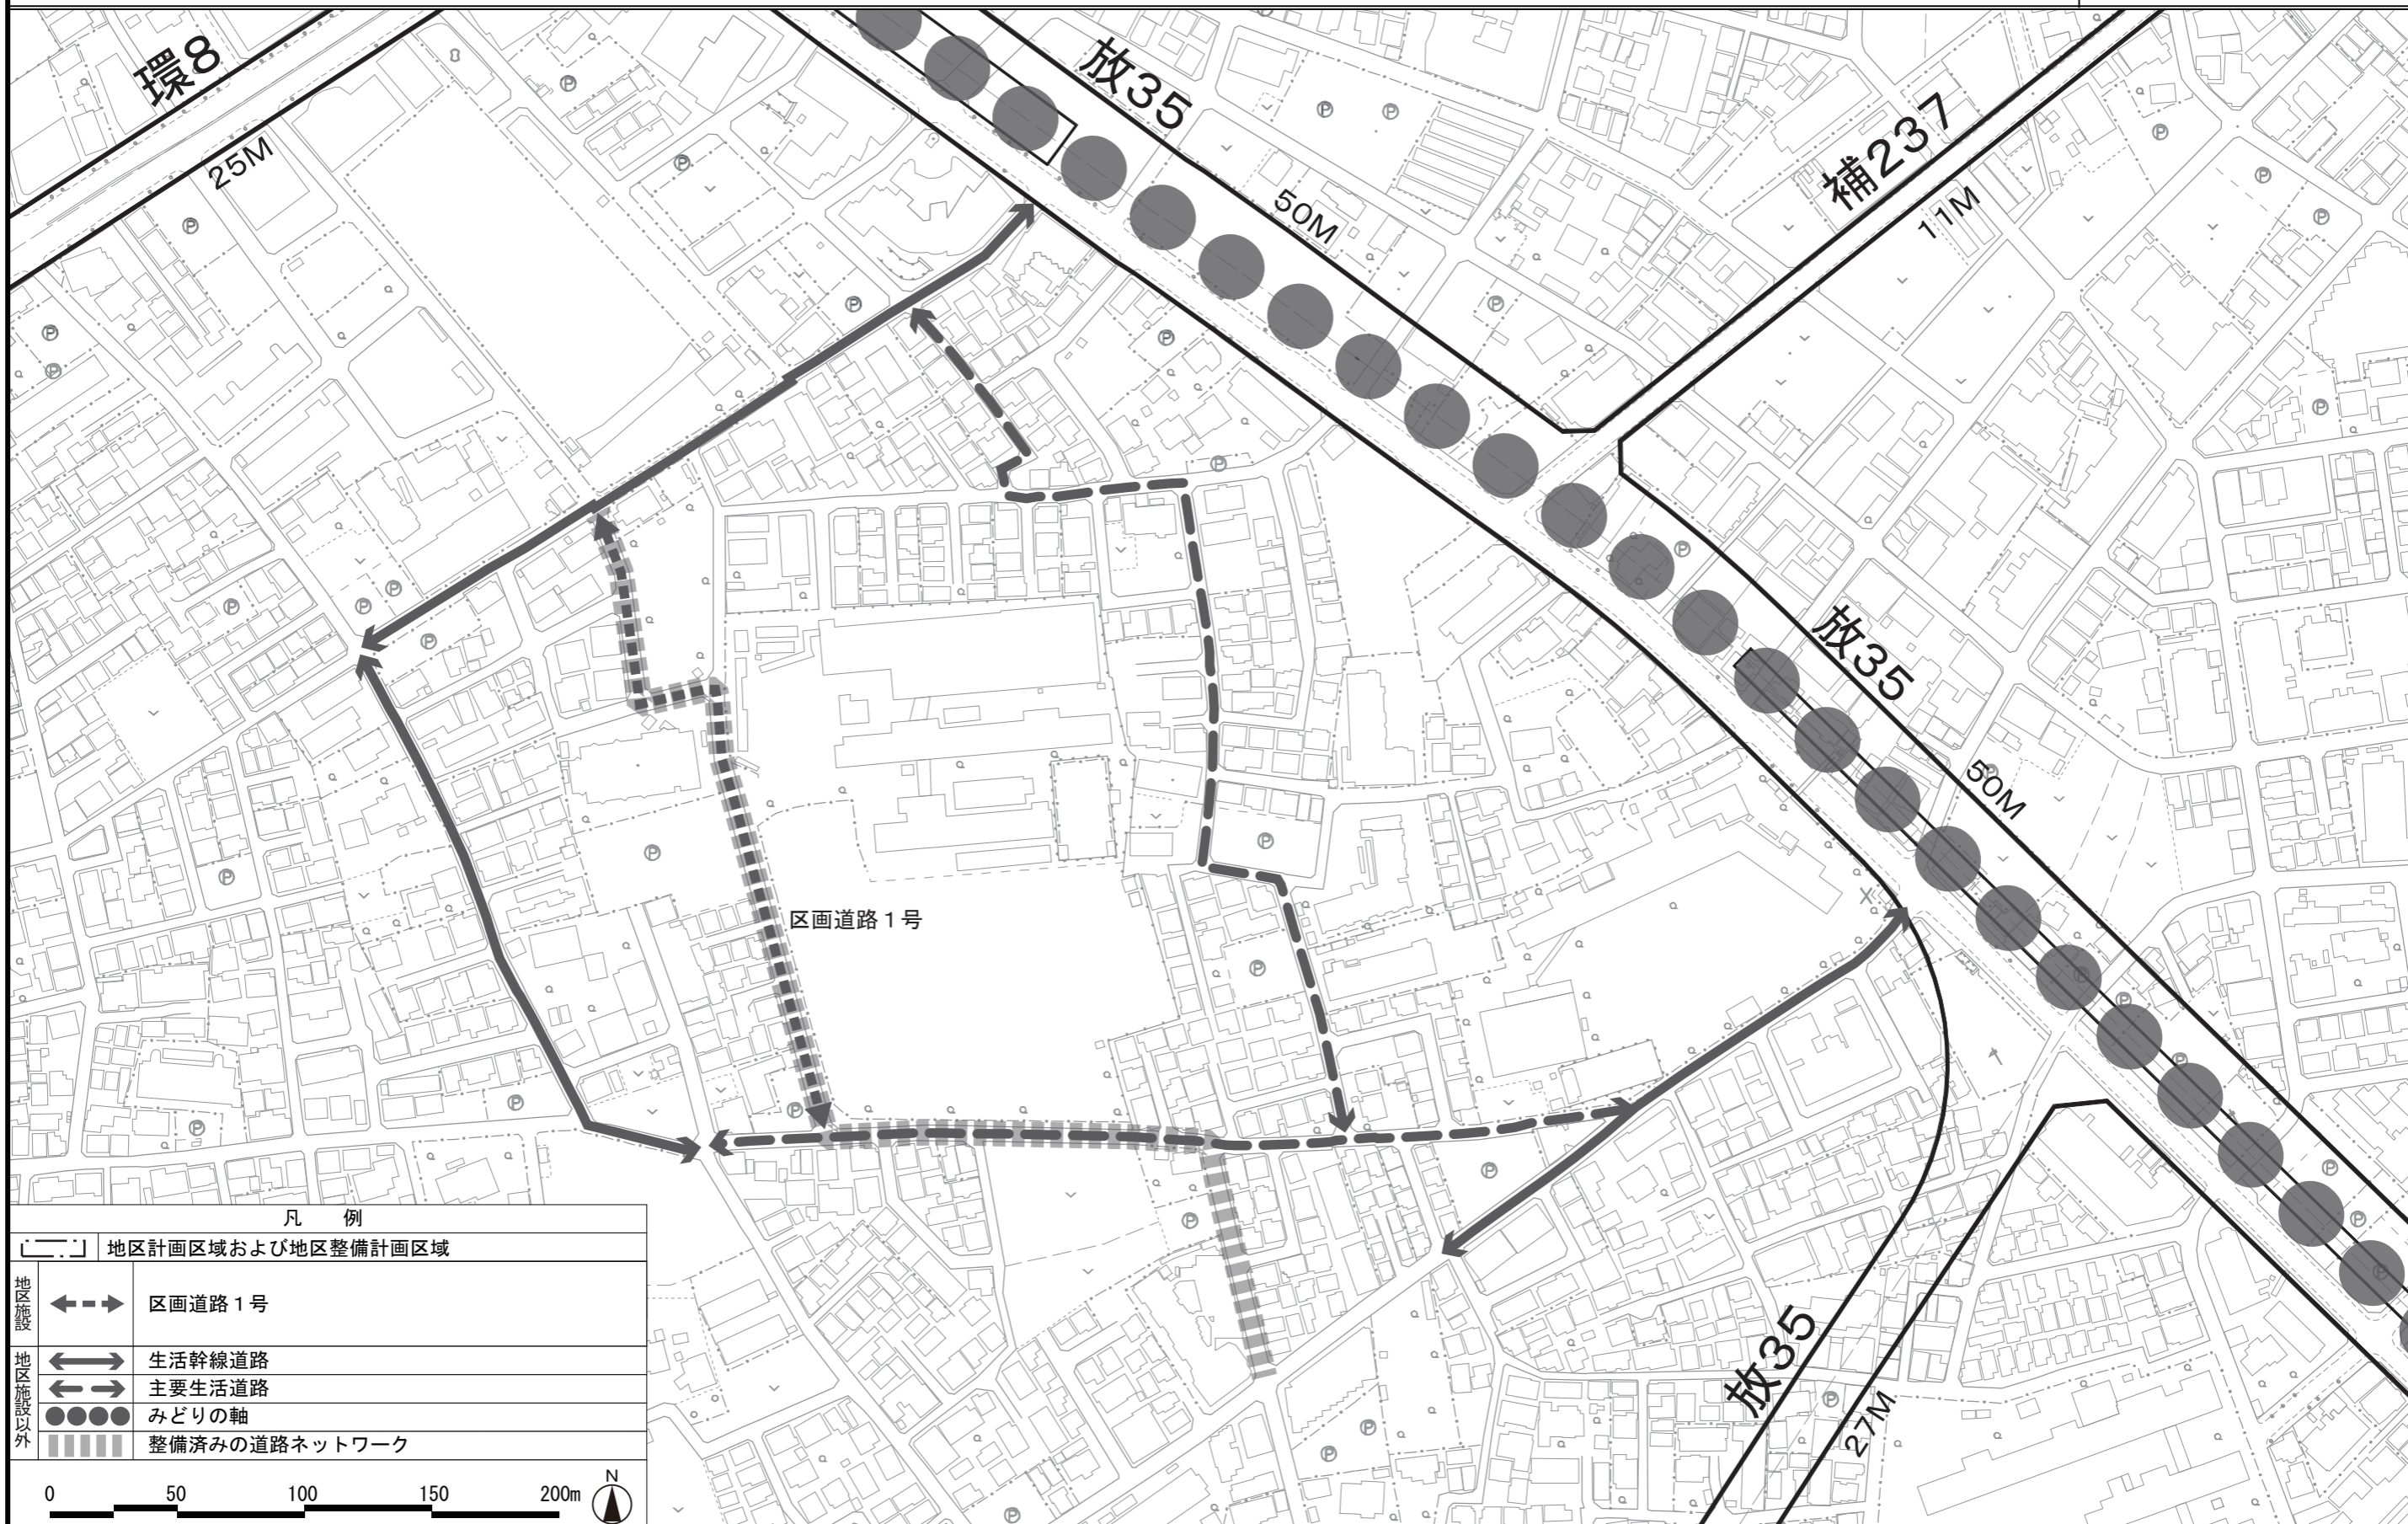 環8
25M
放35
50M
補237
11M
放35
50M
区画道路１号
放35
27M
凡　例
地区計画区域および地区整備計画区域
地区施設
区画道路１号
地区施設以外
生活幹線道路
主要生活道路
みどりの軸
整備済みの道路ネットワーク
0 50 100 150 200m
N